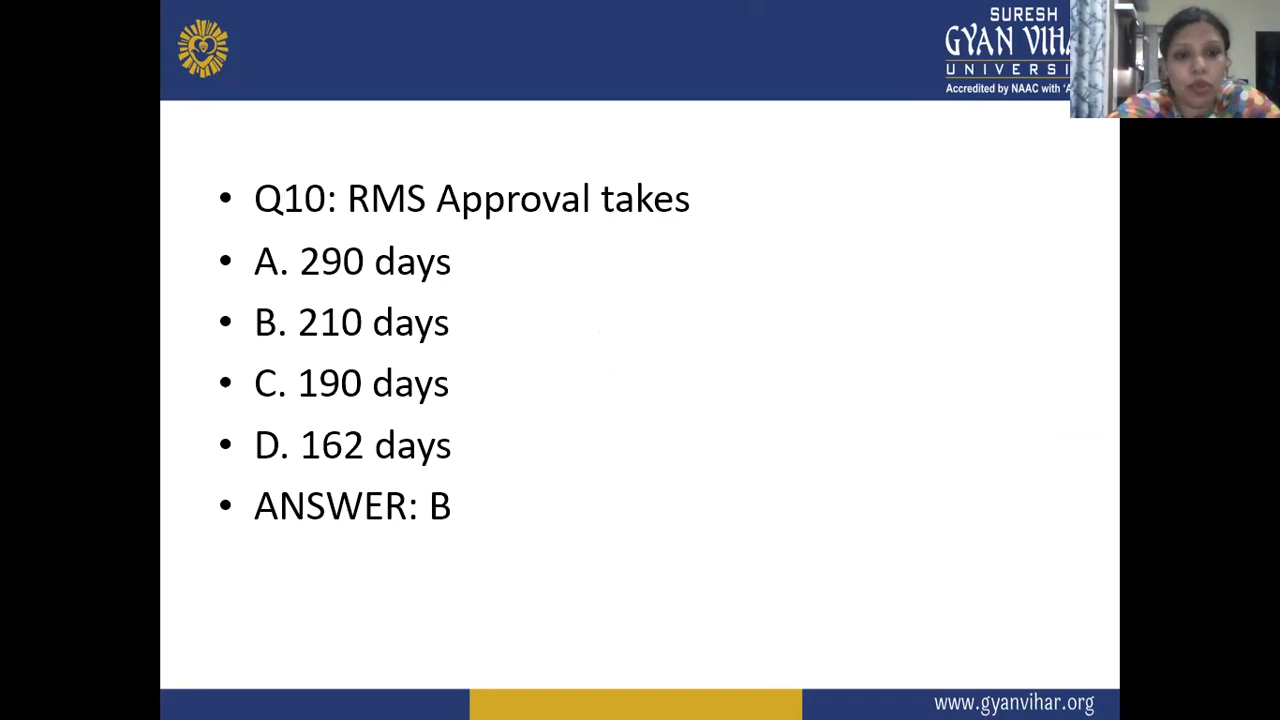 SURESH
GYAN VIHA
UNIVERSI
Accredited by NAAC with 'A
• Q10: RMS Approval takes
• A. 290 days
• B. 210 days
• C. 190 days
• D. 162 days
• ANSWER: B
www.gyanvihar.org